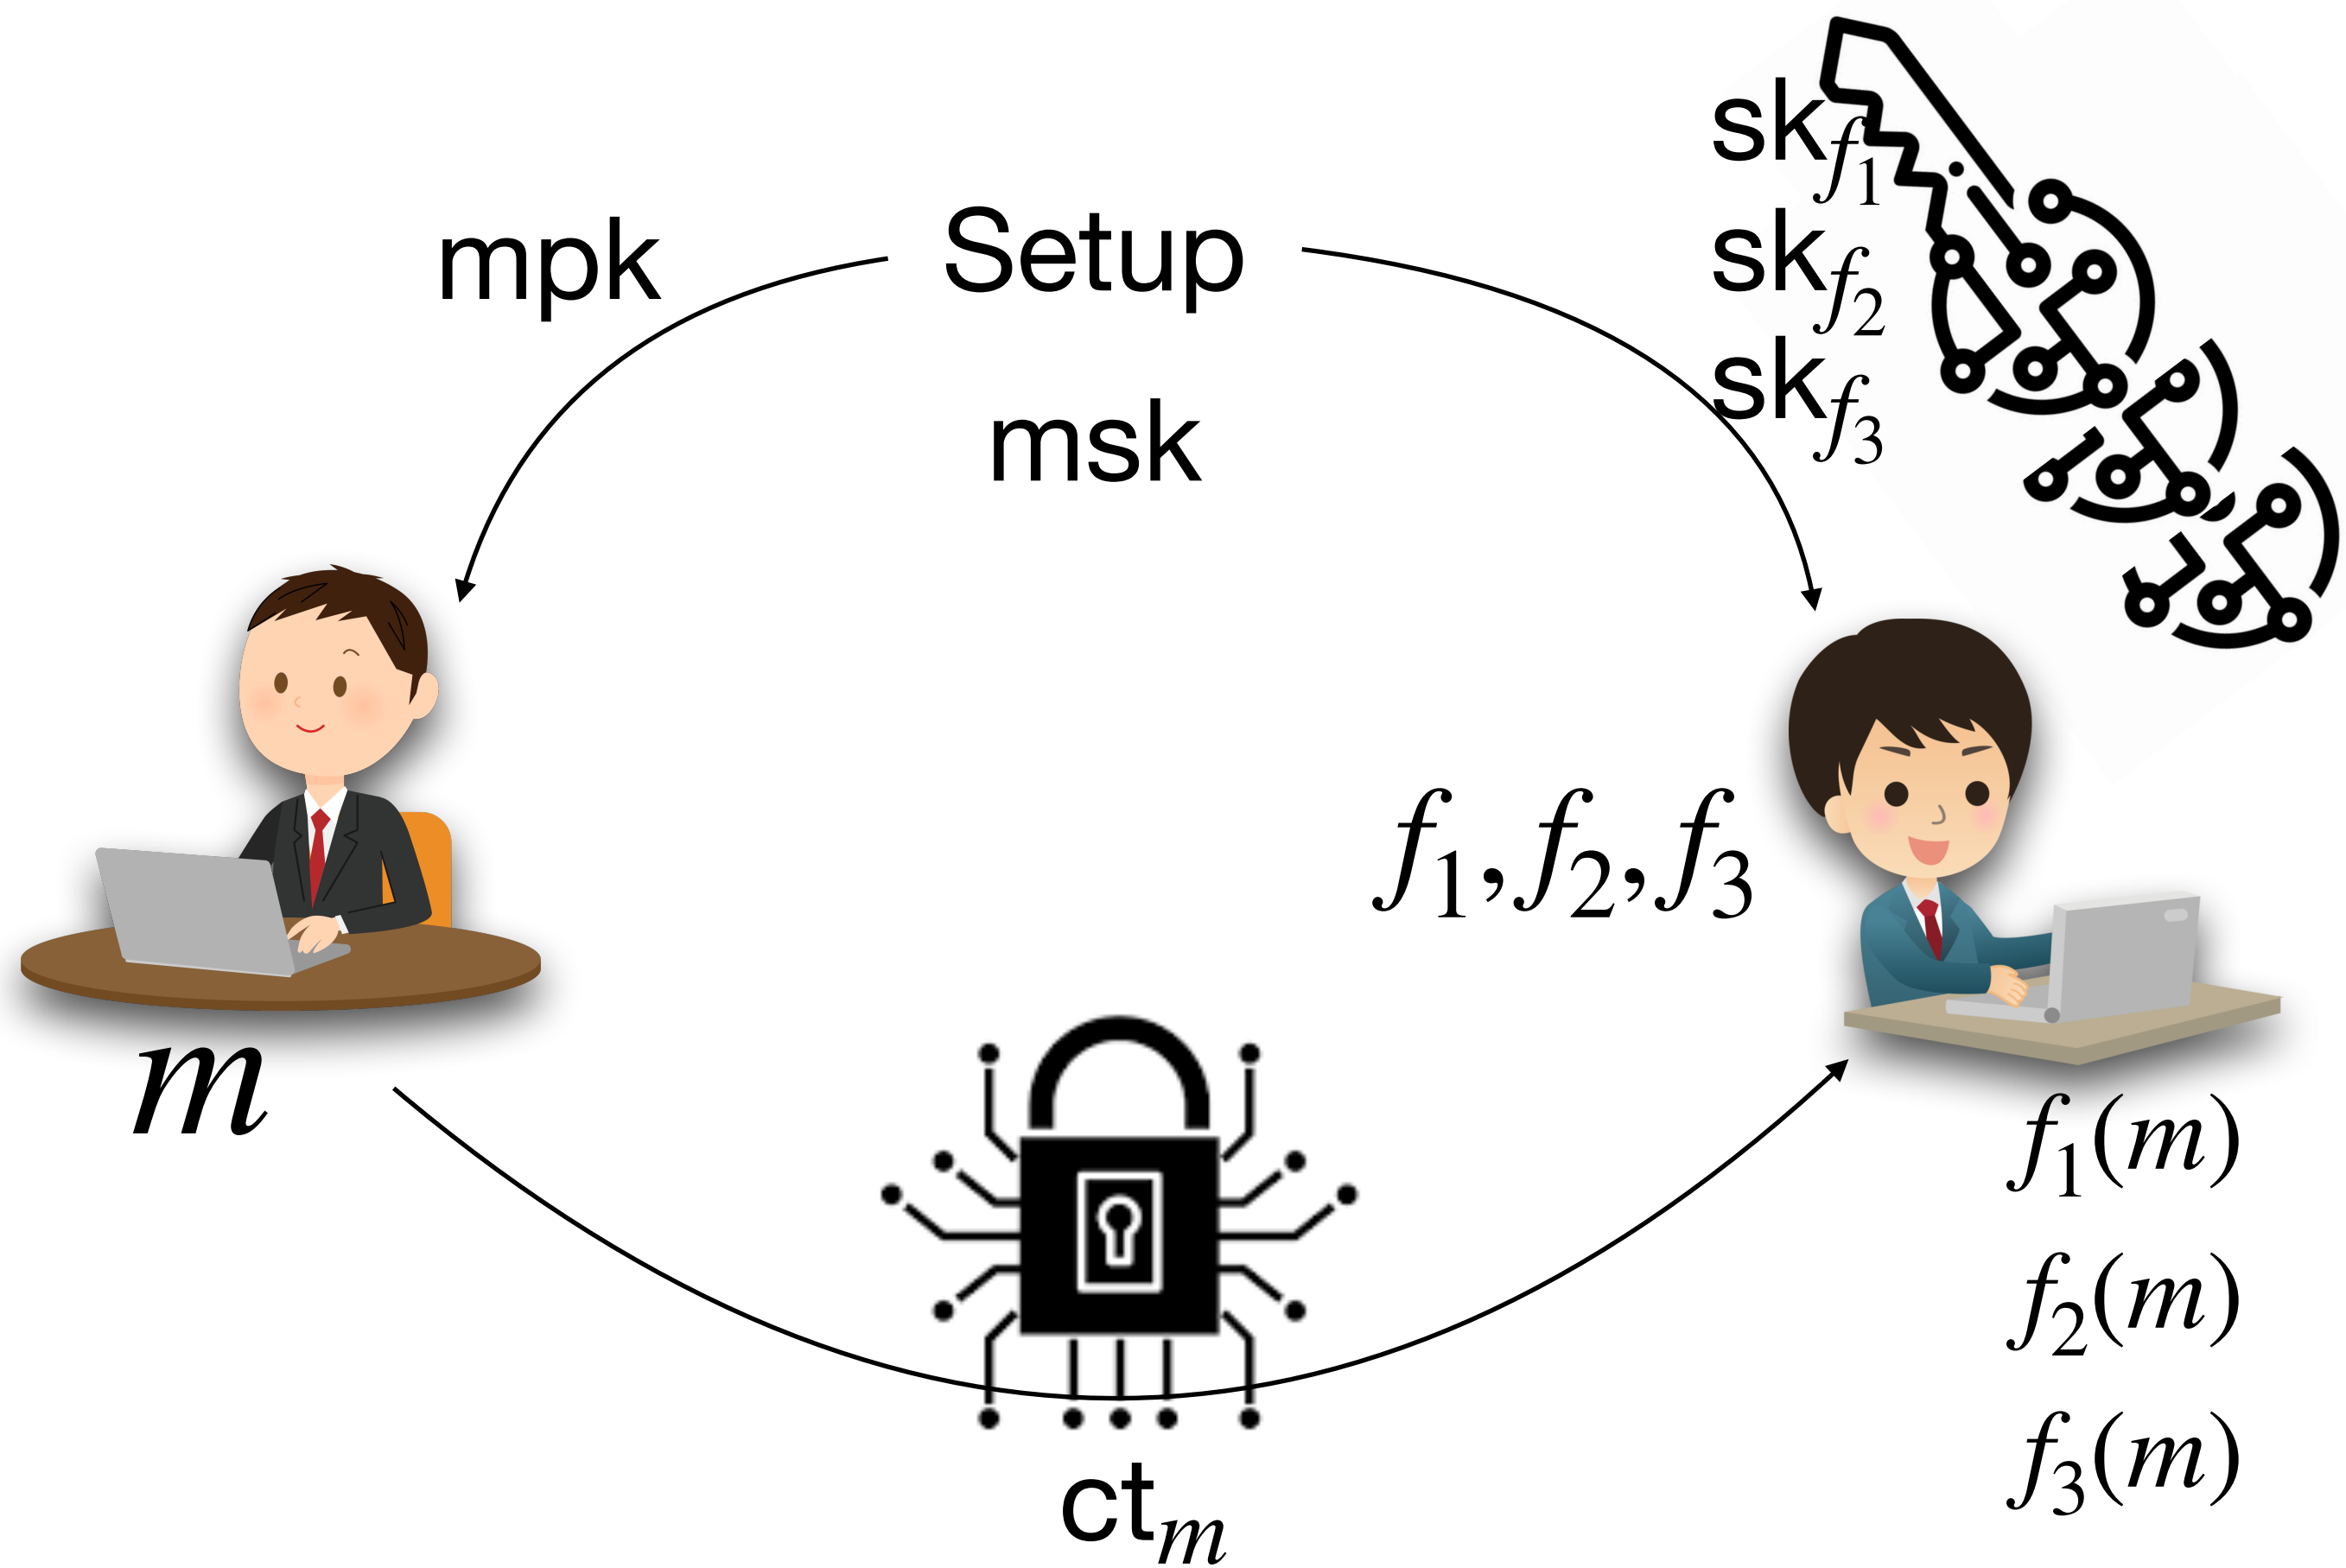 mpk
Setup
msk
sk_{f_1}
sk_{f_2}
sk_{f_3}
f_1, f_2, f_3
m
ct_m
f_1(m)
f_2(m)
f_3(m)